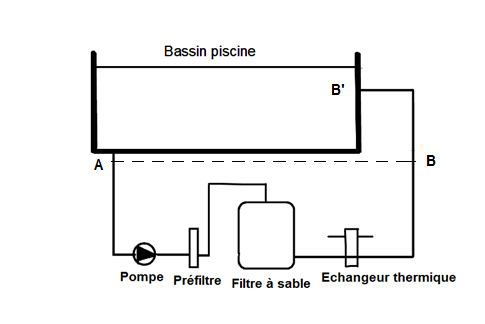 Bassin piscine
B'
A
B
Pompe
Préfiltre
Filtre à sable
Echangeur thermique